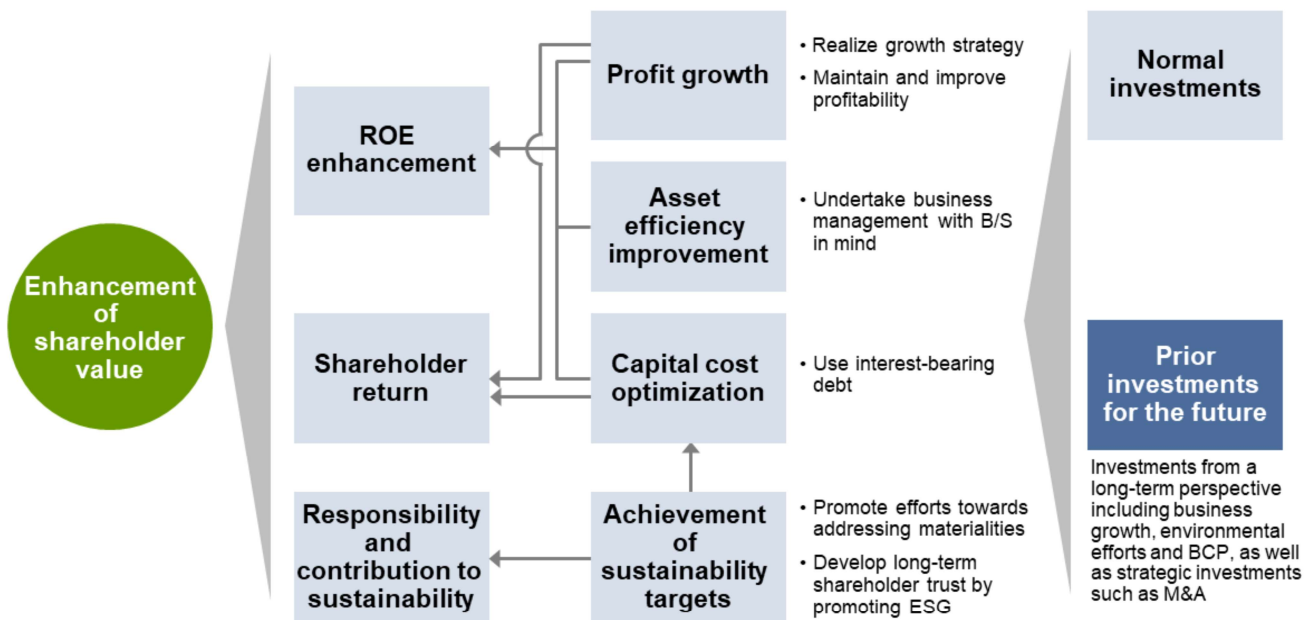 Enhancement
of
shareholder
value
ROE
enhancement
Shareholder
return
Responsibility
and
contribution to
sustainability
Profit growth
• Realize growth strategy
• Maintain and improve
profitability
Asset
efficiency
improvement
• Undertake business
management with B/S
in mind
Capital cost
optimization
• Use interest-bearing
debt
Achievement of
sustainability
targets
• Promote efforts towards
addressing materialities
• Develop long-term
shareholder trust by
promoting ESG
Normal
investments
Prior
investments
for the future
Investments from a
long-term perspective
including business
growth, environmental
efforts and BCP, as well
as strategic investments
such as M&A